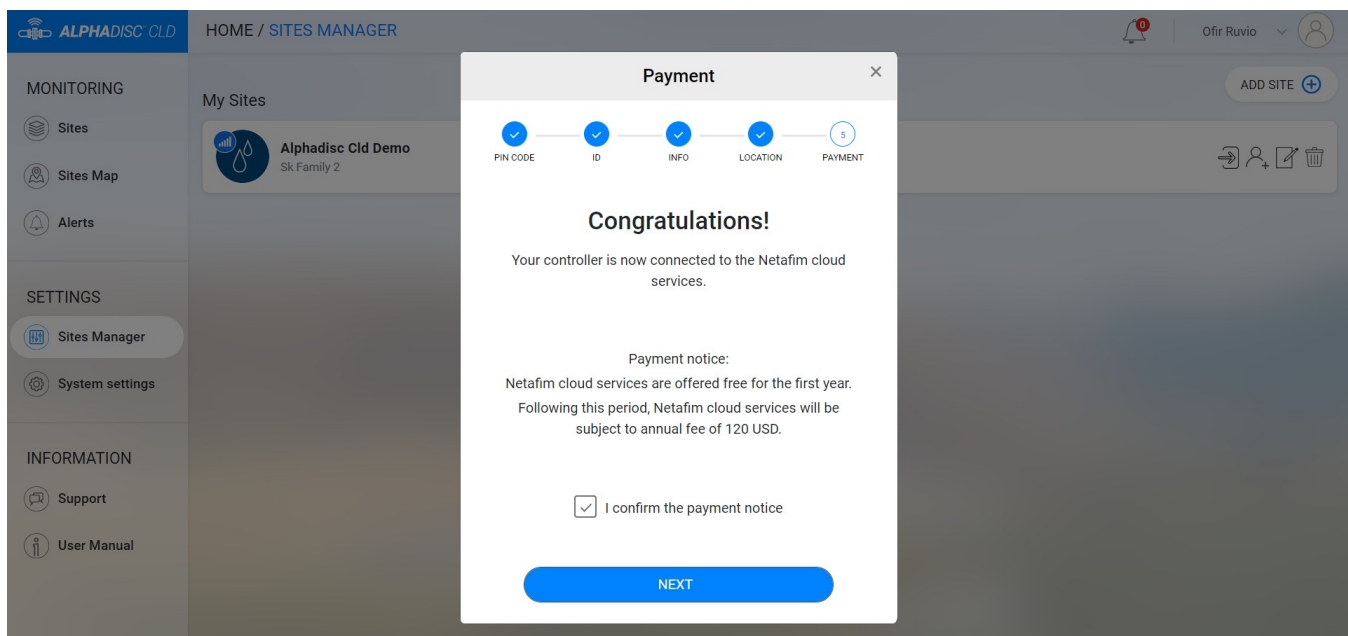 ALPHADISC CLD
HOME / SITES MANAGER
0
Ofir Ruvio
MONITORING
Sites
Sites Map
Alerts
SETTINGS
Sites Manager
System settings
INFORMATION
Support
User Manual
My Sites
ADD SITE
Alphadisc Cld Demo
Sk Family 2
Payment
5
PIN CODE
ID
INFO
LOCATION
PAYMENT
Congratulations!
Your controller is now connected to the Netafim cloud
services.
Payment notice:
Netafim cloud services are offered free for the first year.
Following this period, Netafim cloud services will be
subject to annual fee of 120 USD.
I confirm the payment notice
NEXT